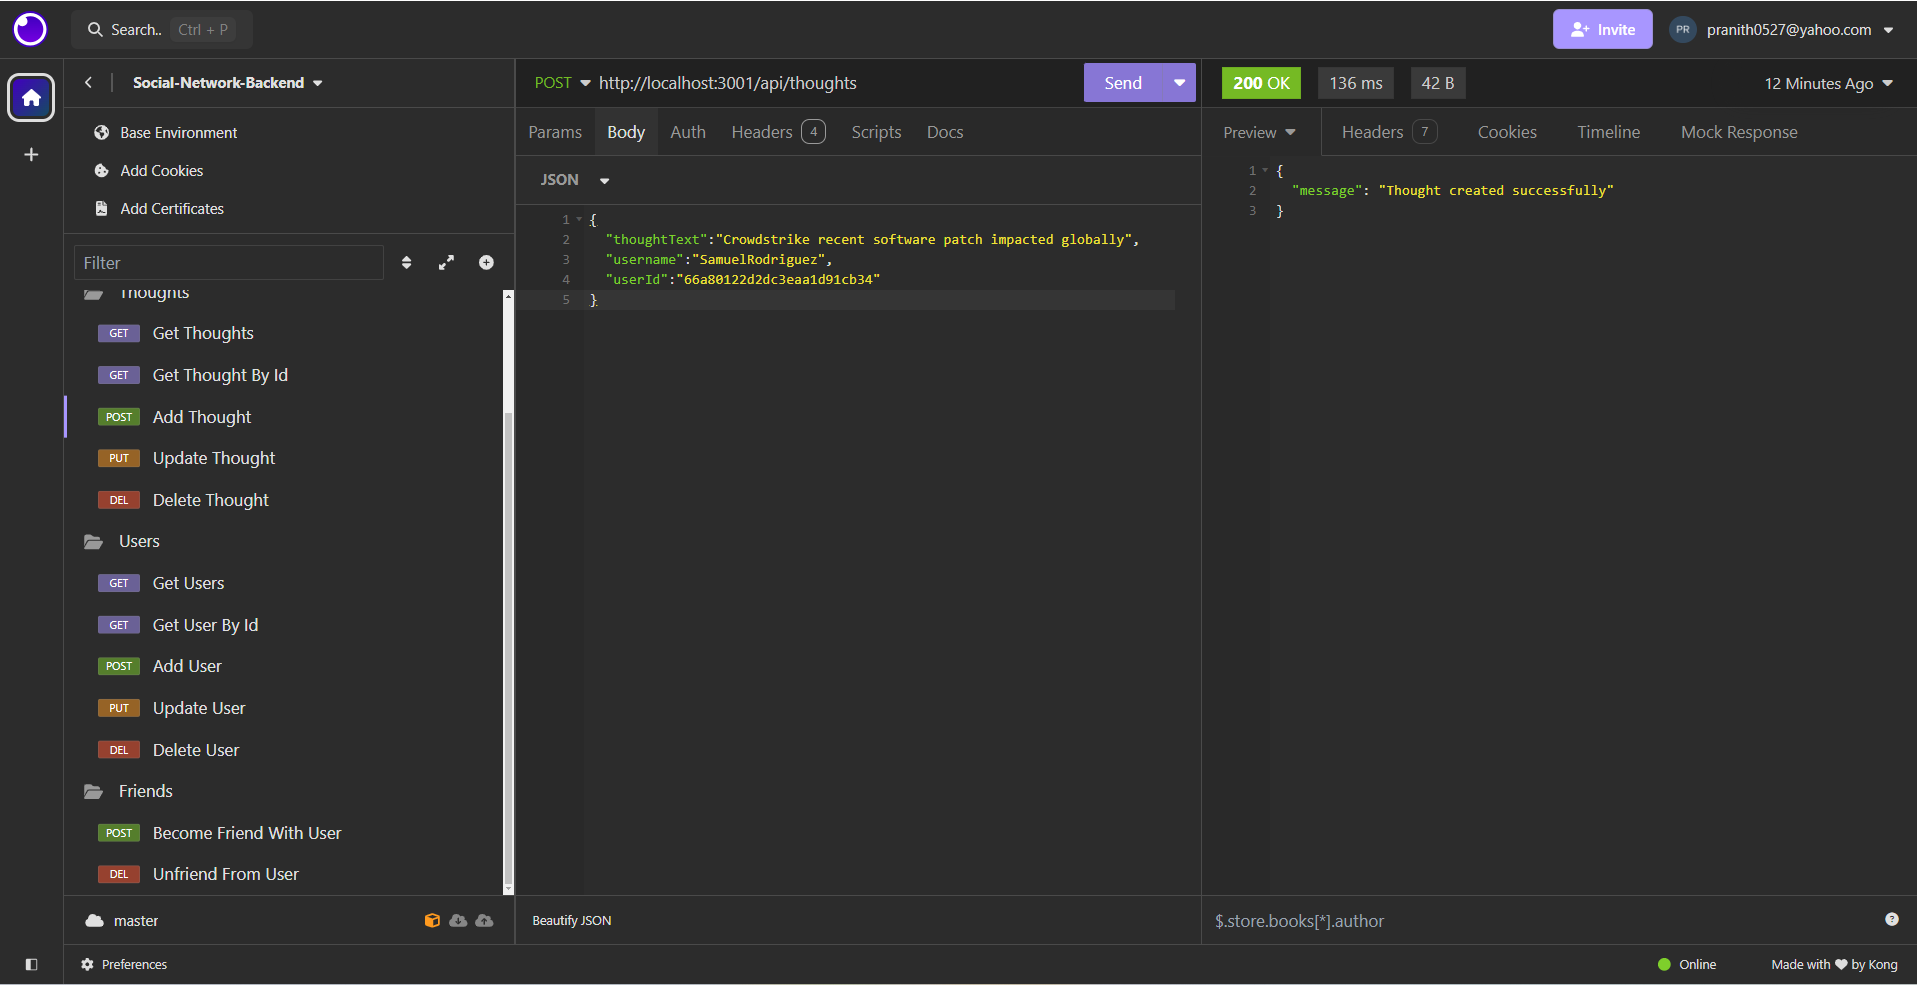 Search.. Ctrl + P
Invite
PR pranith0527@yahoo.com
Social-Network-Backend
Base Environment
Add Cookies
Add Certificates
Filter
Thoughts
GET Get Thoughts
GET Get Thought By Id
POST Add Thought
PUT Update Thought
DEL Delete Thought
Users
GET Get Users
GET Get User By Id
POST Add User
PUT Update User
DEL Delete User
Friends
POST Become Friend With User
DEL Unfriend From User
master
Preferences
POST http://localhost:3001/api/thoughts Send
Params Body Auth Headers 4 Scripts Docs
JSON
1 {
2 "thoughtText":"Crowdstrike recent software patch impacted globally",
3 "username":"SamuelRodriguez",
4 "userId":"66a80122d2dc3eaa1d91cb34"
5 }
Beautify JSON
200 OK 136 ms 42 B 12 Minutes Ago
Preview Headers 7 Cookies Timeline Mock Response
1 {
2 "message": "Thought created successfully"
3 }
$.store.books[*].author
Online Made with ♥ by Kong